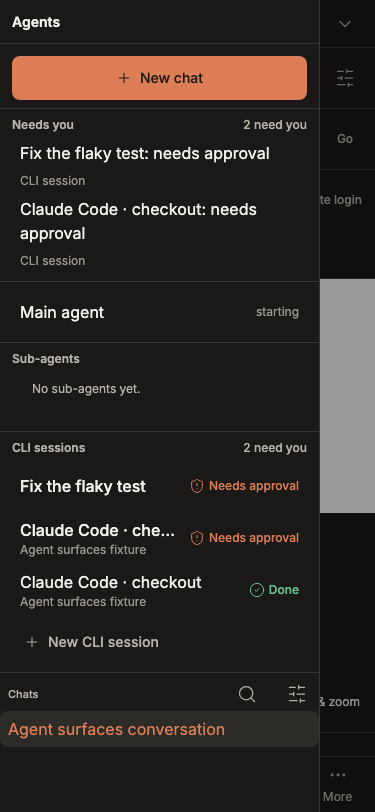 Agents
+ New chat
Needs you 2 need you
Fix the flaky test: needs approval
CLI session
Claude Code · checkout: needs
approval
CLI session
Main agent starting
Sub-agents
No sub-agents yet.
CLI sessions 2 need you
Fix the flaky test Needs approval
Claude Code · che... Needs approval
Agent surfaces fixture
Claude Code · checkout Done
Agent surfaces fixture
+ New CLI session
Chats
Agent surfaces conversation
Go
te login
& zoom
More